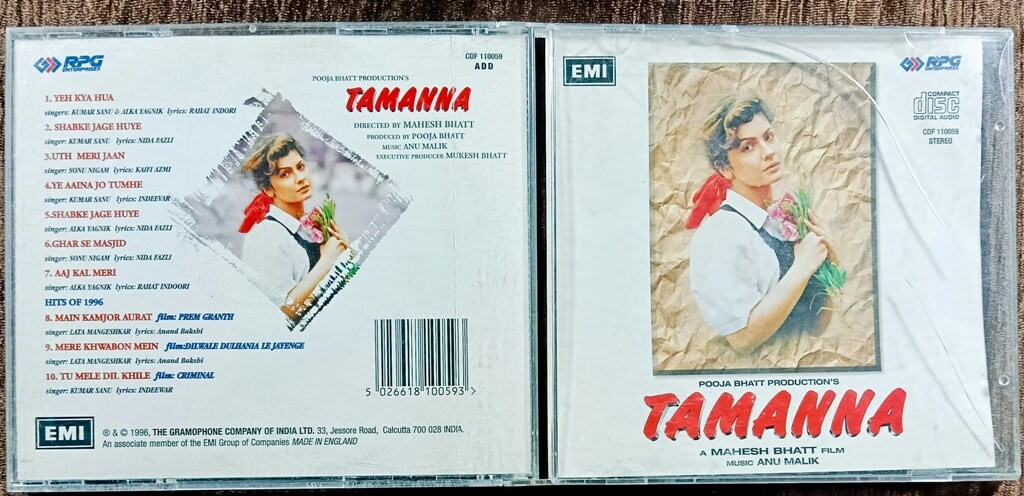 RPG
ENTERPRISES
CDF 110059
ADD
POOJA BHATT PRODUCTION'S
TAMANNA
DIRECTED BY MAHESH BHATT
PRODUCED BY POOJA BHATT
MUSIC ANU MALIK
EXECUTIVE PRODUCER MUKESH BHATT
1. YEH KYA HUA
singers: KUMAR SANU & ALKA YAGNIK lyrics: RAHAT INDORI
2. SHABKE JAGE HUYE
singer: KUMAR SANU lyrics: NIDA FAZLI
3.UTH MERI JAAN
singer: SONU NIGAM lyrics: KAIFI AZMI
4.YE AAINA JO TUMHE
singer: KUMAR SANU lyrics: INDEEVAR
5.SHABKE JAGE HUYE
singer: ALKA YAGNIK lyrics: NIDA FAZLI
6.GHAR SE MASJID
singer: SONU NIGAM lyrics: NIDA FAZLI
7. AAJ KAL MERI
singer: ALKA YAGNIK lyrics: RAHAT INDOORI
HITS OF 1996
8. MAIN KAMJOR AURAT film: PREM GRANTH
singer: LATA MANGESHKAR lyrics: Anand Bakshi
9. MERE KHWABON MEIN film:DILWALE DULHANIA LE JAYENGE
singer: LATA MANGESHKAR lyrics: Anand Bakshi
10. TU MELE DIL KHILE film: CRIMINAL
singer: KUMAR SANU lyrics: INDEEWAR
5 026618 100593 >
EMI
® & © 1996, THE GRAMOPHONE COMPANY OF INDIA LTD. 33, Jessore Road, Calcutta 700 028 INDIA.
An associate member of the EMI Group of Companies MADE IN ENGLAND
EMI
RPG
ENTERPRISES
COMPACT
disc
DIGITAL AUDIO
CDF 110059
STEREO
POOJA BHATT PRODUCTION'S
TAMANNA
A MAHESH BHATT FILM
MUSIC ANU MALIK